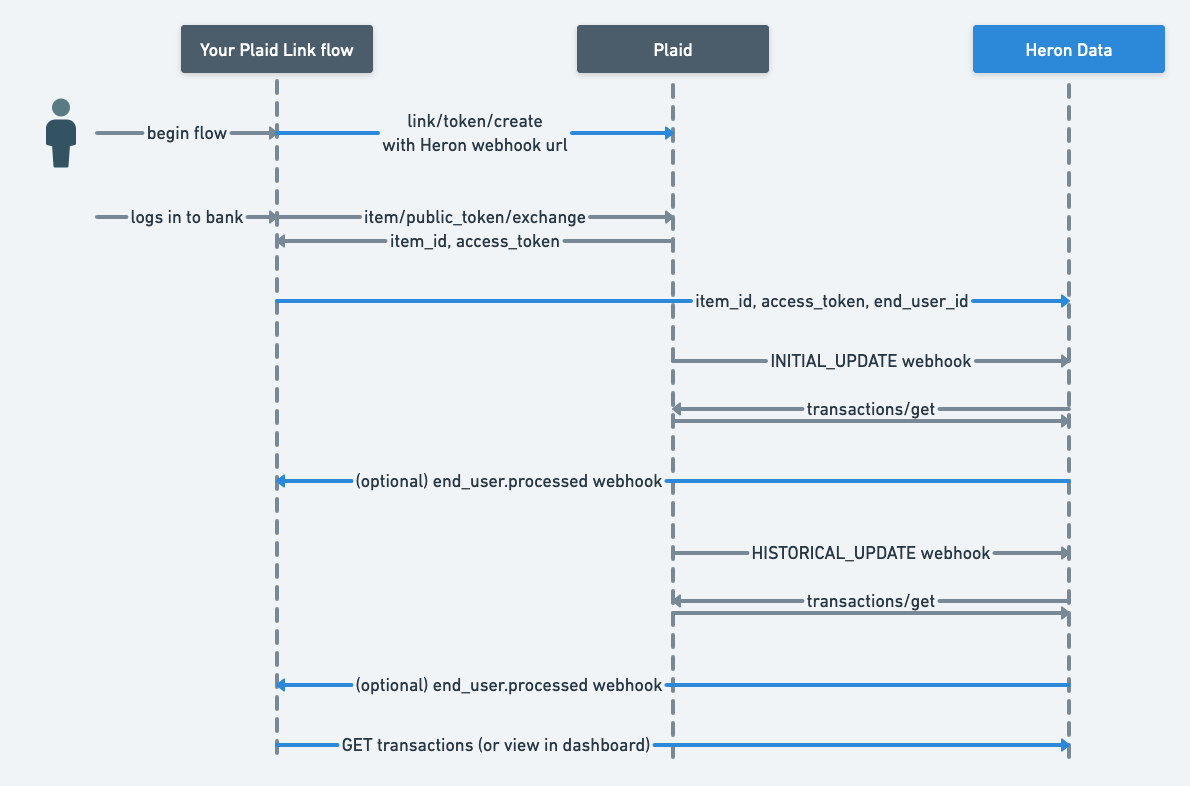 Your Plaid Link flow
Plaid
Heron Data
begin flow
link/token/create
with Heron webhook url
logs in to bank
item/public_token/exchange
item_id, access_token
item_id, access_token, end_user_id
INITIAL_UPDATE webhook
transactions/get
(optional) end_user.processed webhook
HISTORICAL_UPDATE webhook
transactions/get
(optional) end_user.processed webhook
GET transactions (or view in dashboard)